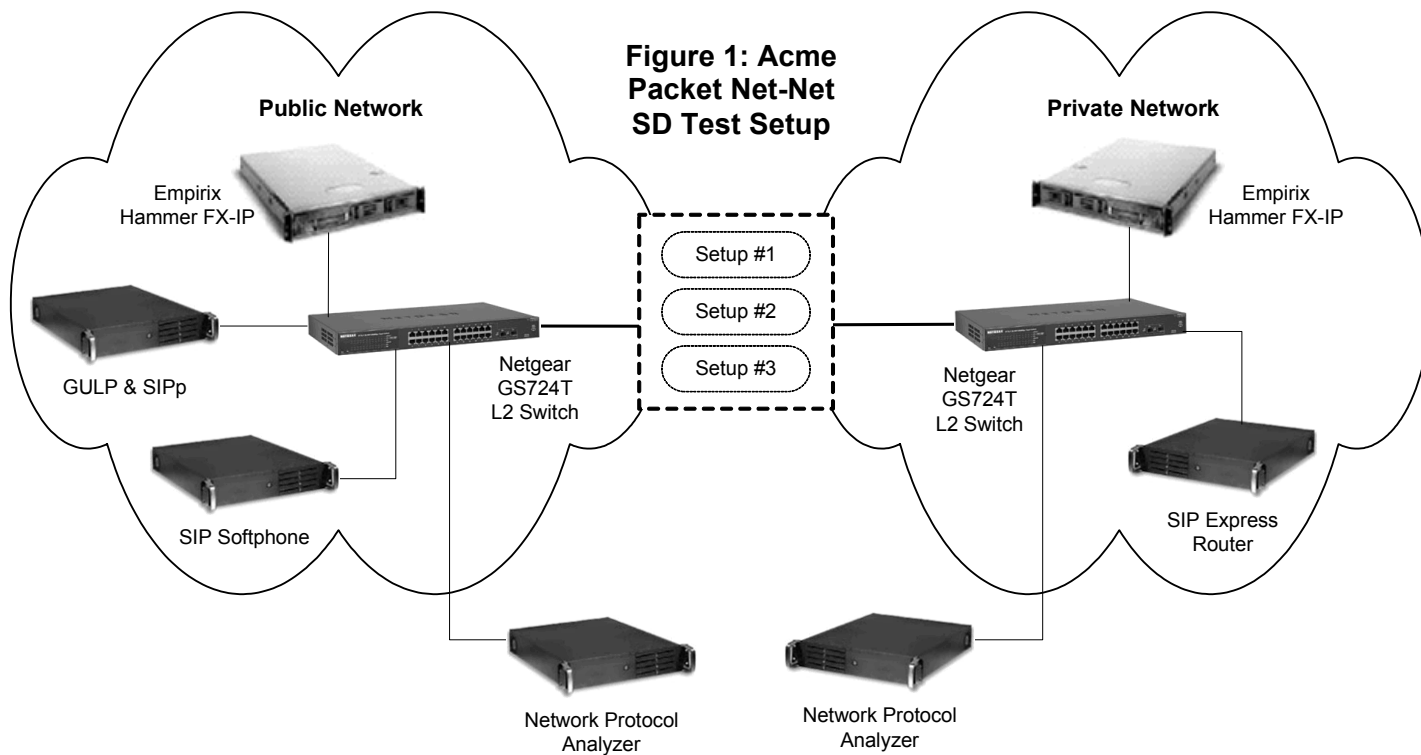 Figure 1: Acme
Packet Net-Net
SD Test Setup
Public Network
Empirix
Hammer FX-IP
GULP & SIPp
NETGEAR
Netgear
GS724T
L2 Switch
SIP Softphone
Network Protocol
Analyzer
Setup #1
Setup #2
Setup #3
Private Network
Empirix
Hammer FX-IP
NETGEAR
Netgear
GS724T
L2 Switch
SIP Express
Router
Network Protocol
Analyzer